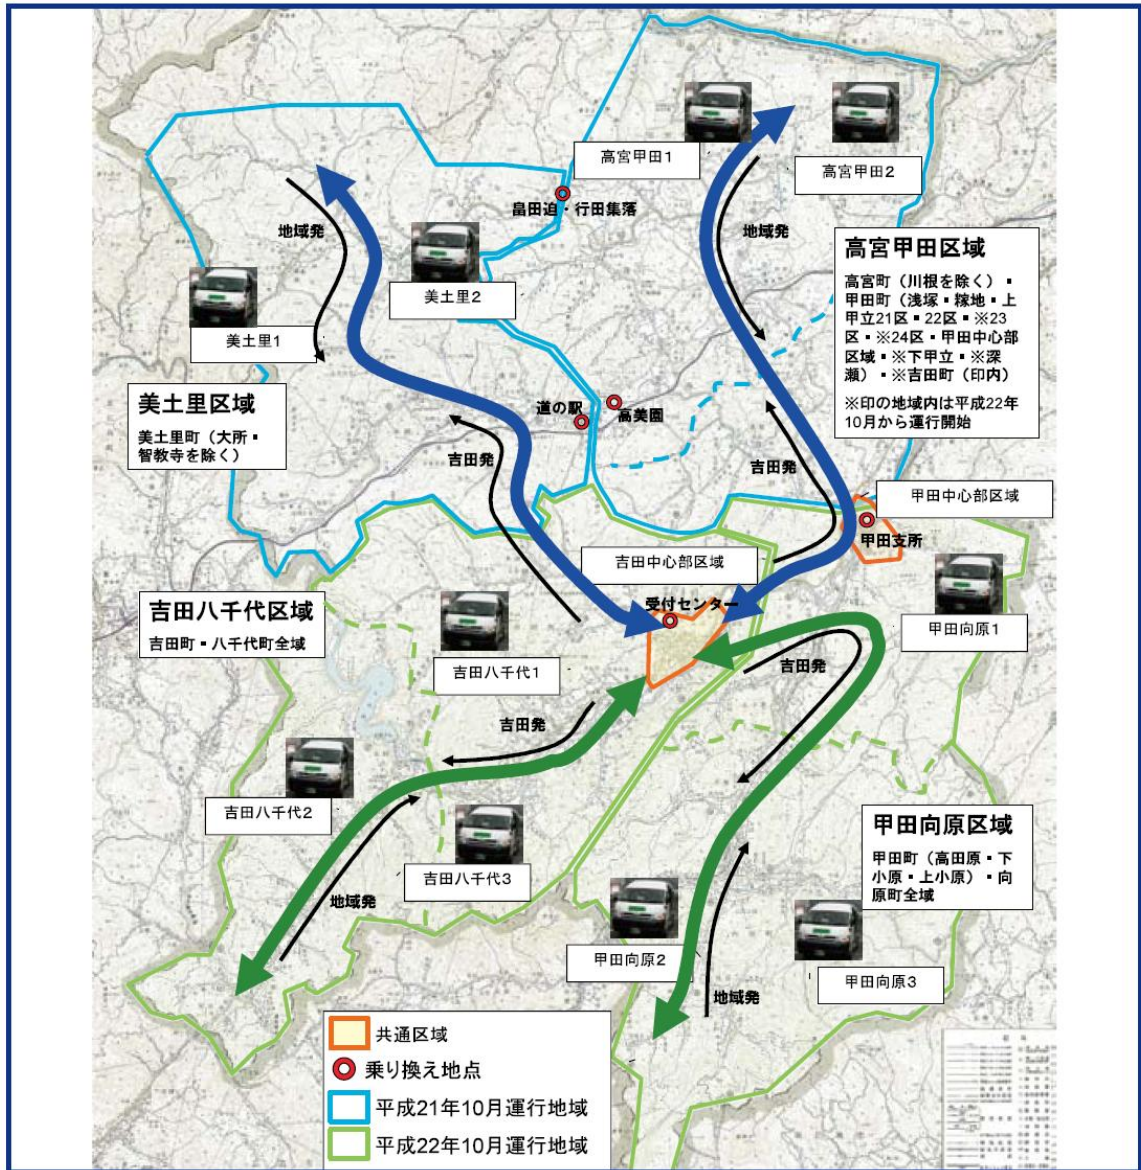 高宮甲田1
高宮甲田2
畠田迫・行田集落
地域発
地域発
高宮甲田区域
高宮町（川根を除く）・
甲田町（浅塚・糘地・上
甲立21区・22区・※23
区・※24区・甲田中心部
区域・※下甲立・※深
瀬）・※吉田町（印内）
※印の地域内は平成22年
10月から運行開始
美土里2
美土里1
美土里区域
美土里町（大所・
智教寺を除く）
道の駅
高美園
吉田発
吉田発
甲田中心部区域
甲田支所
吉田中心部区域
受付センター
吉田八千代区域
吉田町・八千代町全域
吉田八千代1
甲田向原1
吉田発
吉田発
吉田八千代2
吉田八千代3
地域発
甲田向原区域
甲田町（高田原・下
小原・上小原）・向
原町全域
甲田向原2
甲田向原3
地域発
共通区域
乗り換え地点
平成21年10月運行地域
平成22年10月運行地域